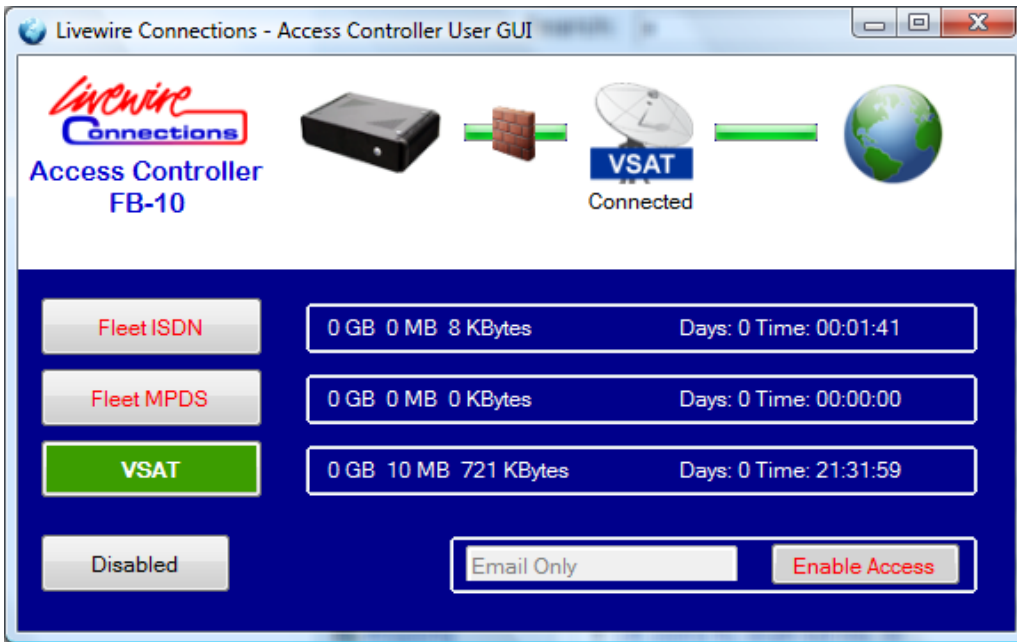 Livewire Connections - Access Controller User GUI
Livewire
Connections
Access Controller
FB-10
VSAT
Connected
Fleet ISDN 0 GB 0 MB 8 KBytes Days: 0 Time: 00:01:41
Fleet MPDS 0 GB 0 MB 0 KBytes Days: 0 Time: 00:00:00
VSAT 0 GB 10 MB 721 KBytes Days: 0 Time: 21:31:59
Disabled Email Only Enable Access